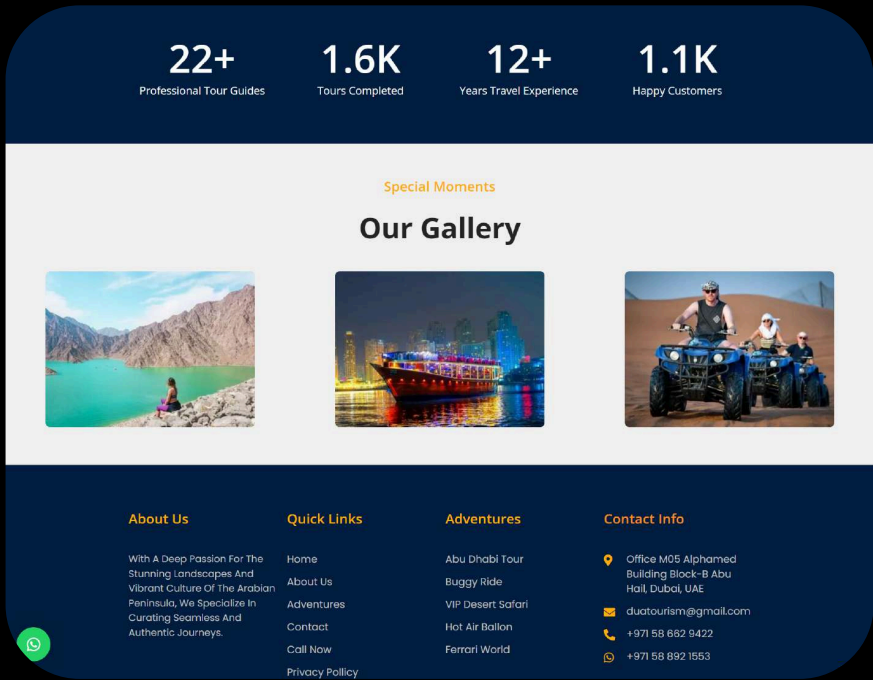 22+
1.6K
12+
1.1K
Professional Tour Guides
Tours Completed
Years Travel Experience
Happy Customers
Special Moments
Our Gallery
About Us
With A Deep Passion For The
Stunning Landscapes And
Vibrant Culture Of The Arabian
Peninsula, We Specialize In
Curating Seamless And
Authentic Journeys.
Quick Links
Home
About Us
Adventures
Contact
Call Now
Privacy Pollicy
Adventures
Abu Dhabi Tour
Buggy Ride
VIP Desert Safari
Hot Air Ballon
Ferrari World
Contact Info
Office M05 Alphamed
Building Block-B Abu
Hail, Dubai, UAE
duatourism@gmail.com
+971 58 662 9422
+971 58 892 1553